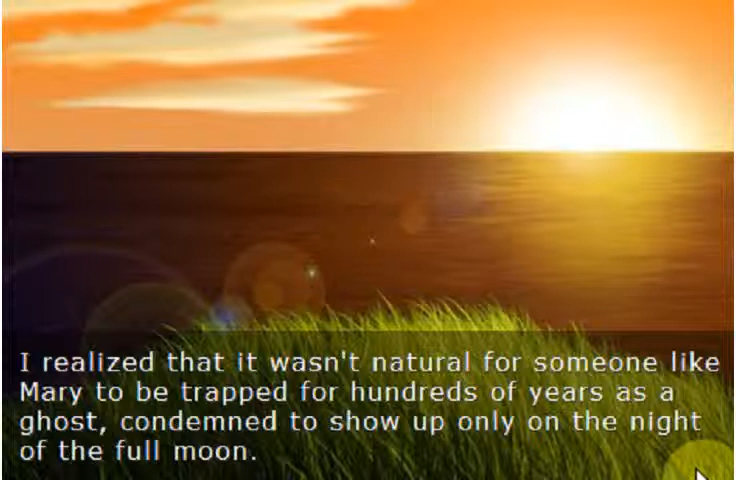 I realized that it wasn't natural for someone like
Mary to be trapped for hundreds of years as a
ghost, condemned to show up only on the night
of the full moon.